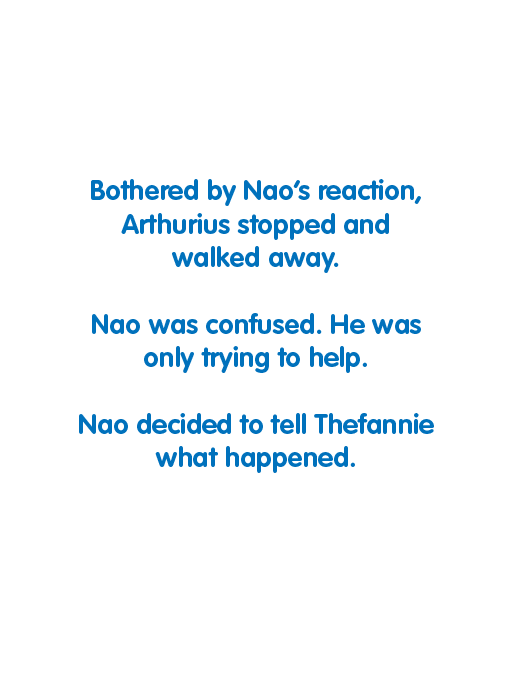 Bothered by Nao’s reaction,
Arthurius stopped and
walked away.
Nao was confused. He was
only trying to help.
Nao decided to tell Thefannie
what happened.